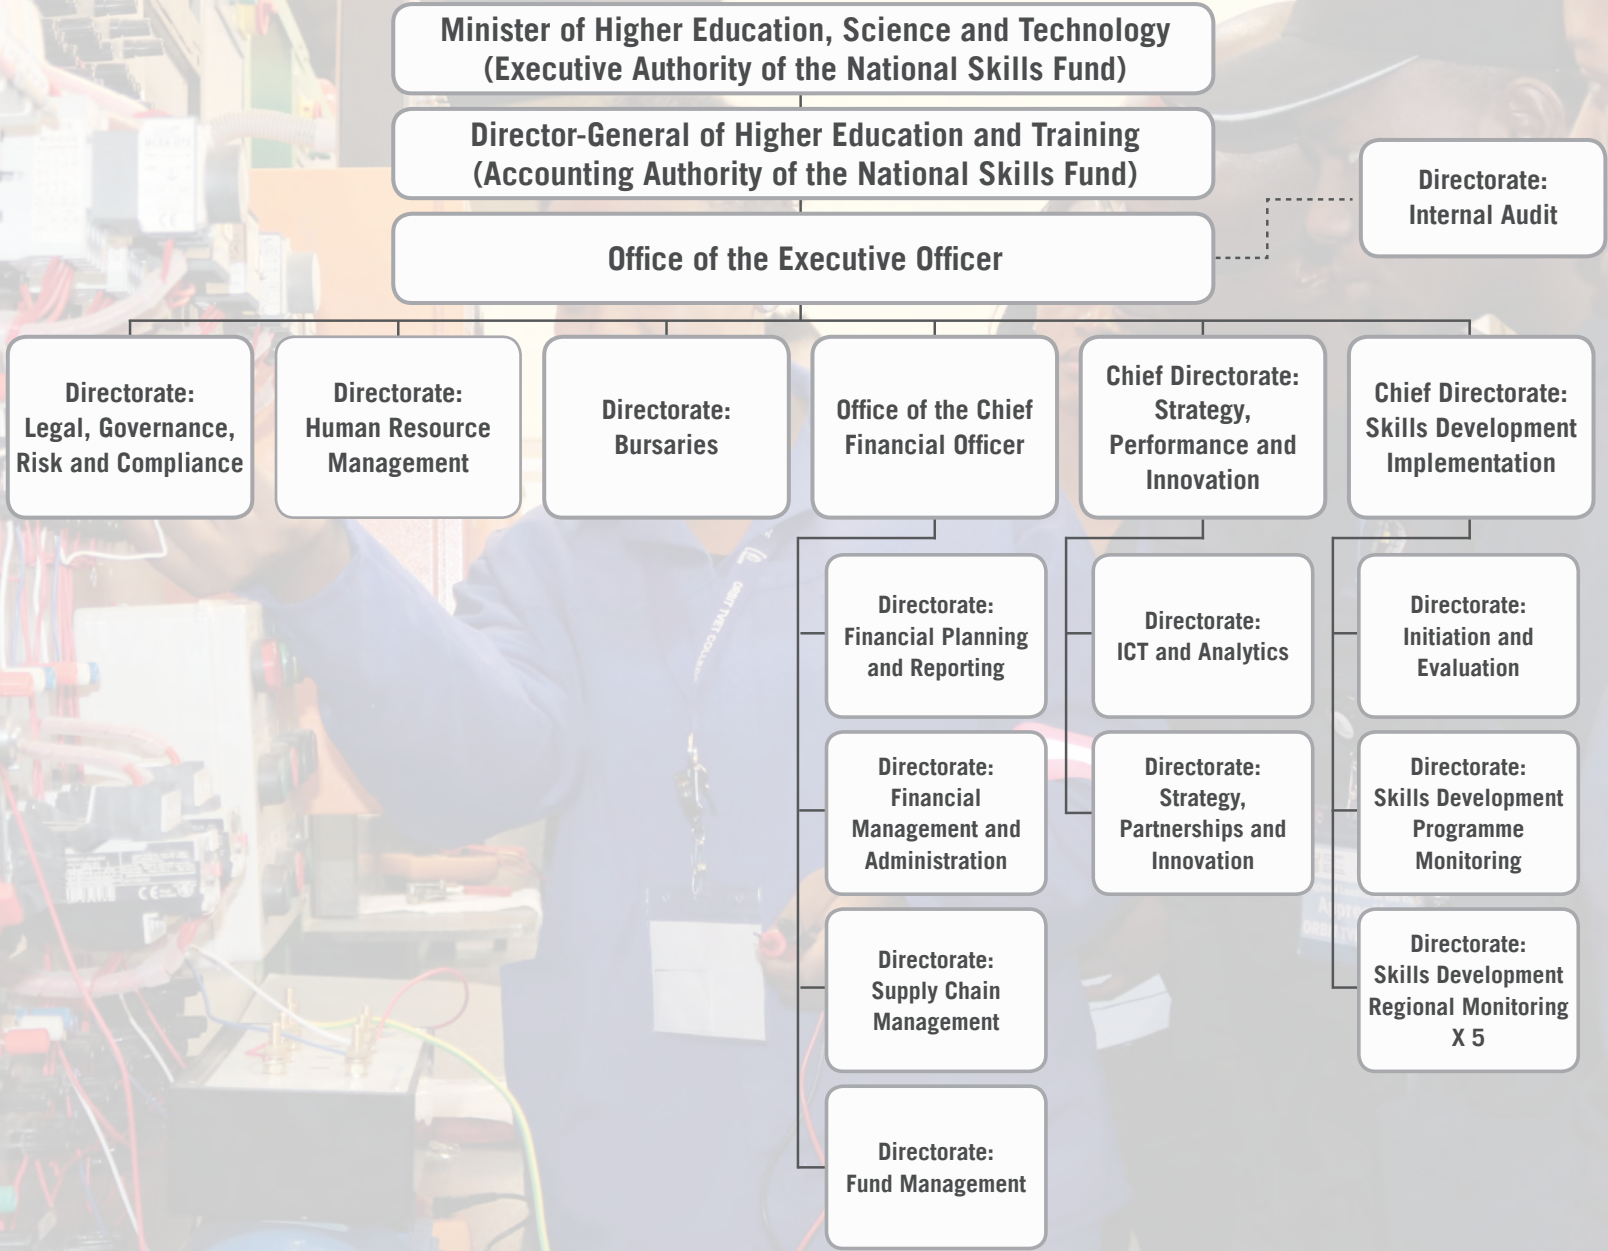 Minister of Higher Education, Science and Technology
(Executive Authority of the National Skills Fund)
Director-General of Higher Education and Training
(Accounting Authority of the National Skills Fund)
Directorate:
Internal Audit
Office of the Executive Officer
Directorate:
Legal, Governance,
Risk and Compliance
Directorate:
Human Resource
Management
Directorate:
Bursaries
Office of the Chief
Financial Officer
Chief Directorate:
Strategy,
Performance and
Innovation
Chief Directorate:
Skills Development
Implementation
Directorate:
Financial Planning
and Reporting
Directorate:
Financial
Management and
Administration
Directorate:
Supply Chain
Management
Directorate:
Fund Management
Directorate:
ICT and Analytics
Directorate:
Strategy,
Partnerships and
Innovation
Directorate:
Initiation and
Evaluation
Directorate:
Skills Development
Programme
Monitoring
Directorate:
Skills Development
Regional Monitoring
X 5
ORBIT TVET